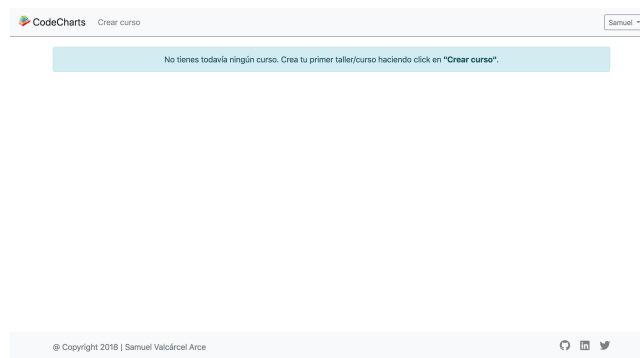 CodeCharts Crear curso Samuel
No tienes todavía ningún curso. Crea tu primer taller/curso haciendo click en "Crear curso".
@ Copyright 2018 | Samuel Valcárcel Arce